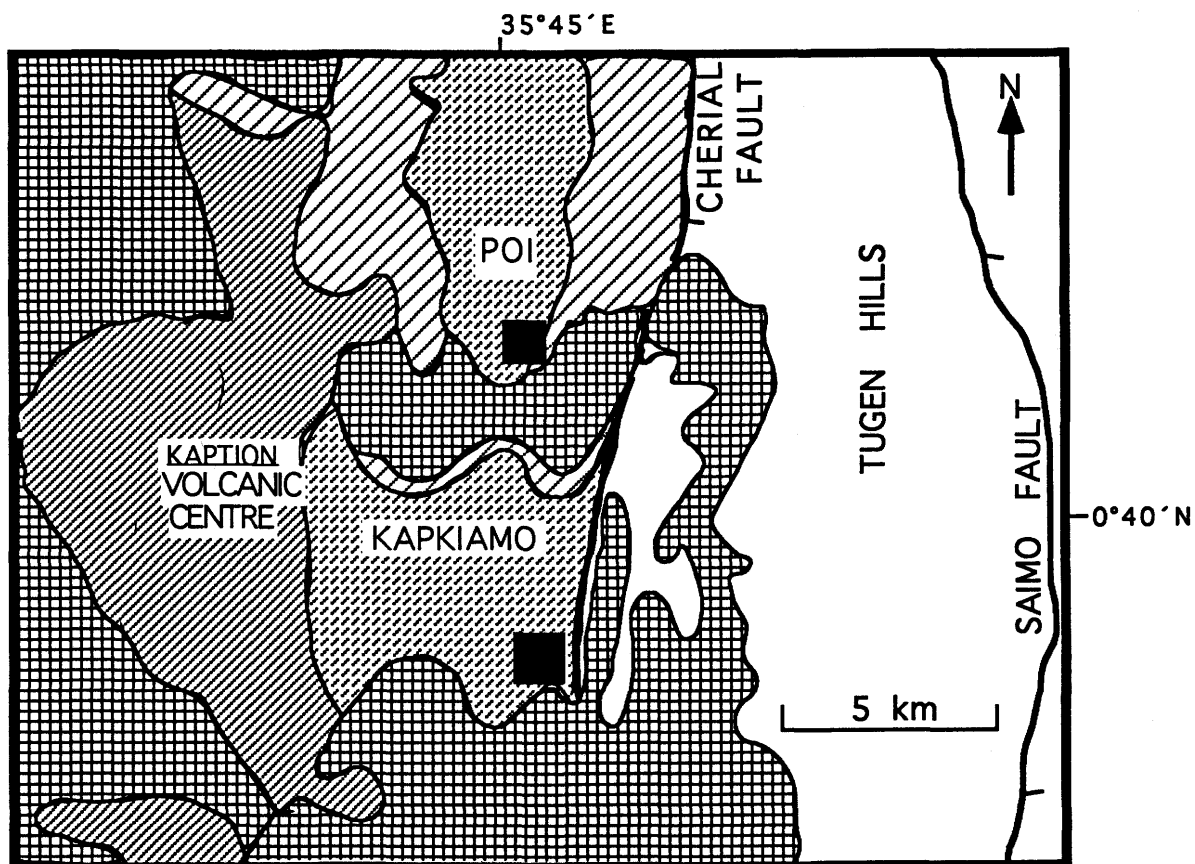 35°45´E
N
CHERIAL
FAULT
POI
TUGEN HILLS
KAPTION
VOLCANIC
CENTRE
KAPKIAMO
0°40´N
SAIMO FAULT
5 km